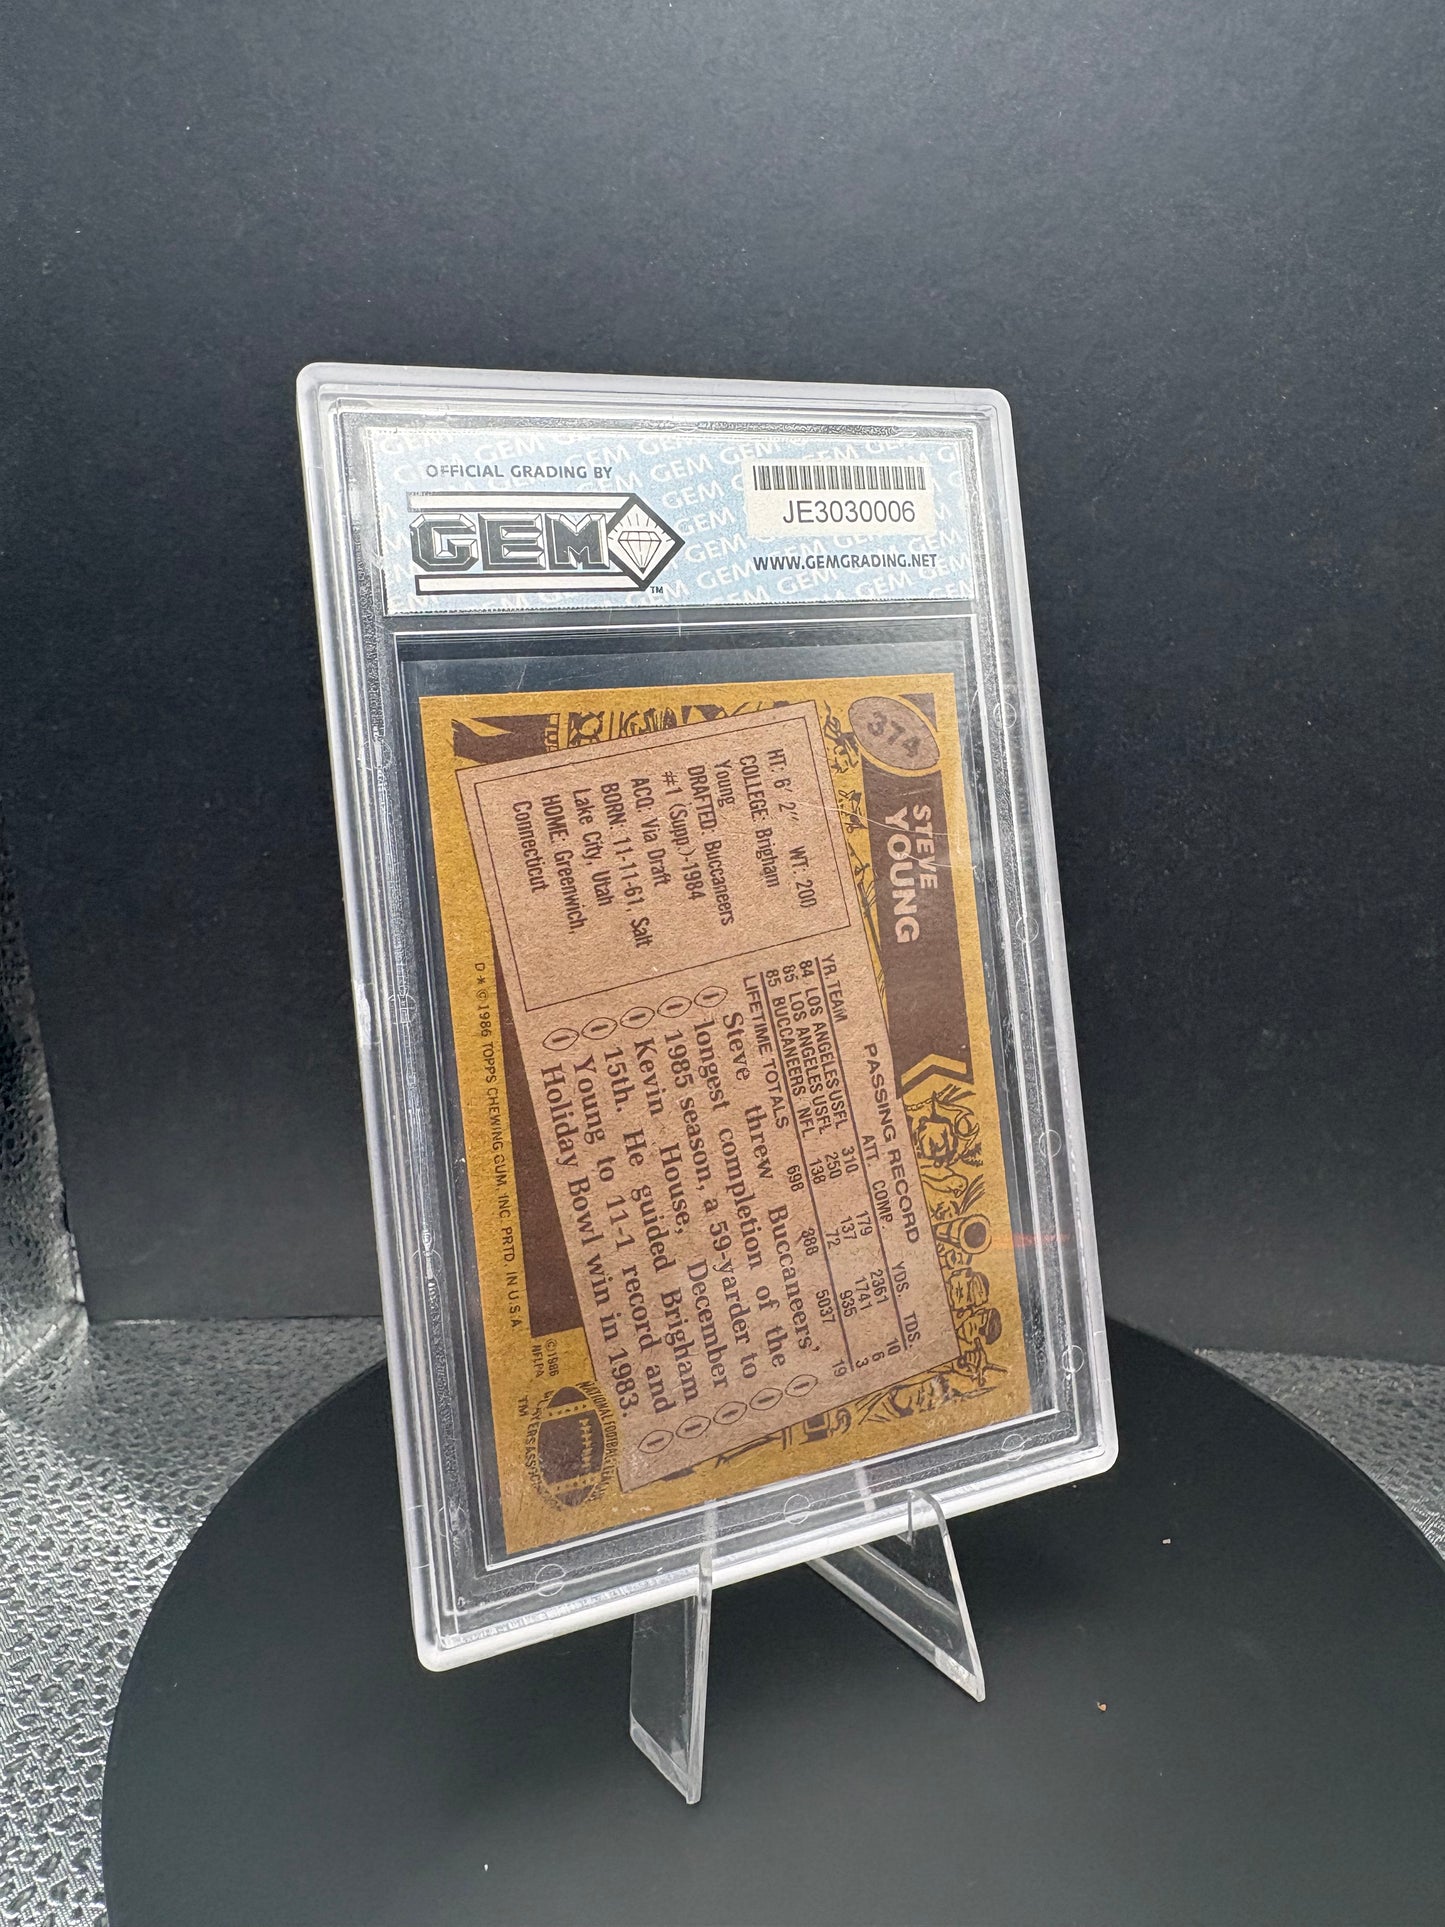 OFFICIAL GRADING BY
GEM
TM
JE3030006
WWW.GEMGRADING.NET
374
STEVE
YOUNG
HT: 6' 2" WT: 200
COLLEGE: Brigham
Young
DRAFTED: Buccaneers
#1 (Supp.)-1984
ACQ: Via Draft
BORN: 11-11-61, Salt
Lake City, Utah
HOME: Greenwich,
Connecticut
PASSING RECORD
YR. TEAM ATT. COMP. YDS. TDS.
84 LOS ANGELES USFL 310 179 2361 10
85 LOS ANGELES USFL 250 137 1741 6
85 BUCCANEERS NFL 138 72 935 3
LIFETIME TOTALS 698 388 5037 19
Steve threw Buccaneers'
longest completion of the
1985 season, a 59-yarder to
Kevin House, December
15th. He guided Brigham
Young to 11-1 record and
Holiday Bowl win in 1983.
D * © 1986 TOPPS CHEWING GUM, INC. PRTD. IN U.S.A.
© 1986
NFLPA
TM